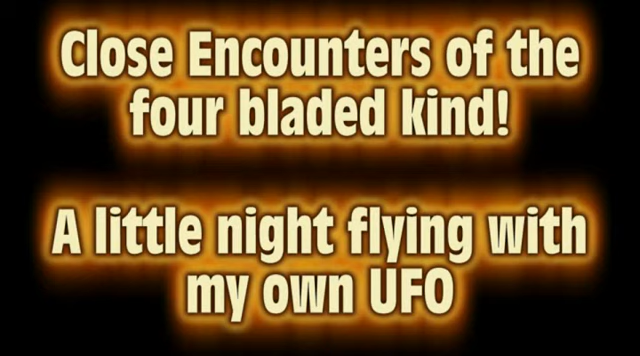 Close Encounters of the
four bladed kind!
A little night flying with
my own UFO